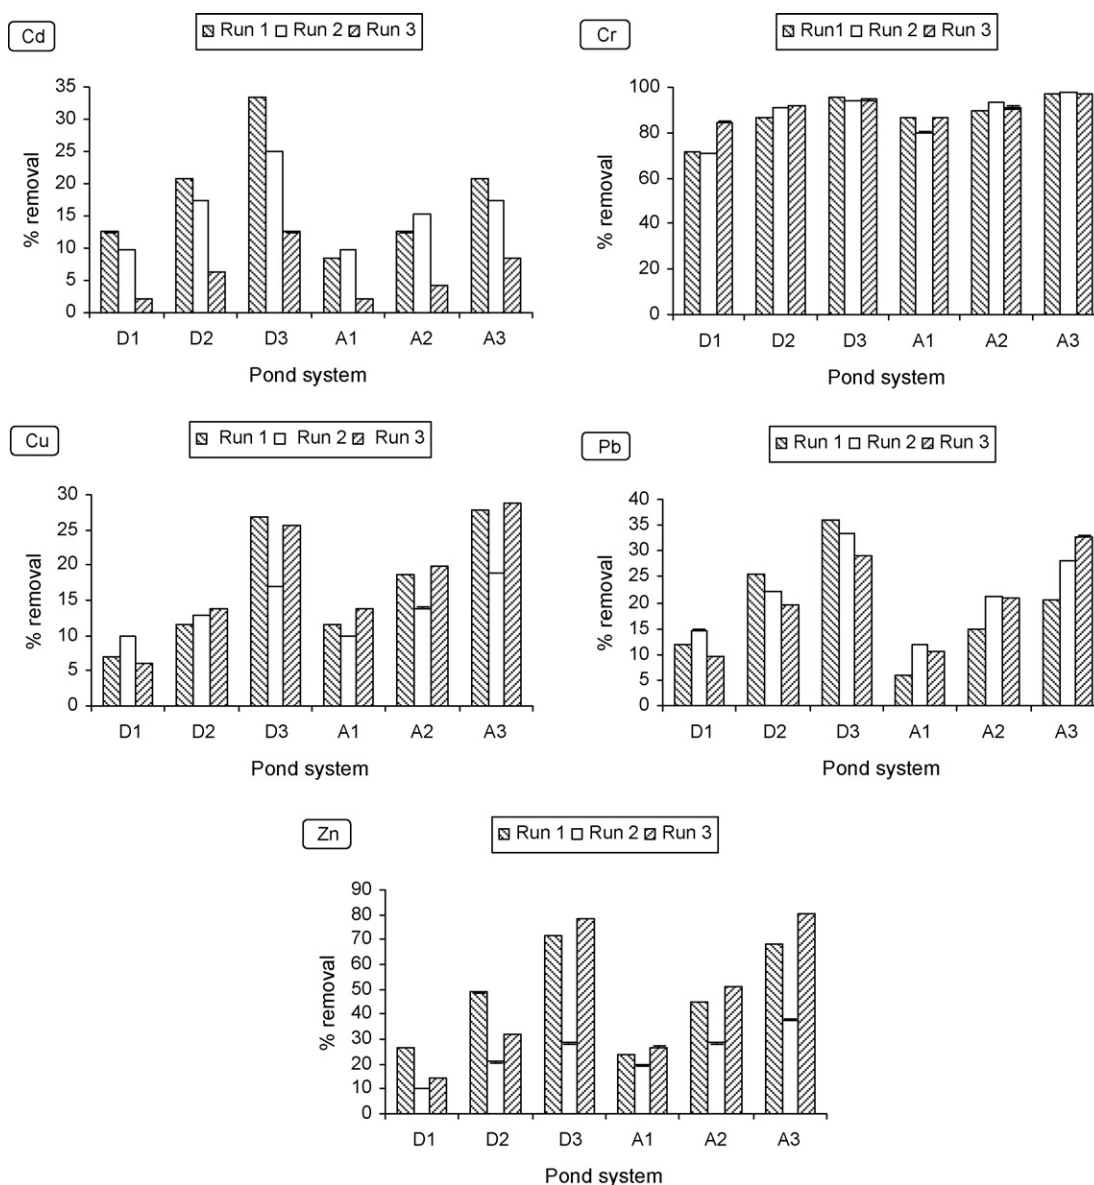 Cd
Run 1 Run 2 Run 3
35
30
25
20
15
10
5
0
% removal
D1 D2 D3 A1 A2 A3
Pond system
Cr
Run1 Run 2 Run 3
100
80
60
40
20
0
% removal
D1 D2 D3 A1 A2 A3
Pond system
Cu
Run 1 Run 2 Run 3
30
25
20
15
10
5
0
% removal
D1 D2 D3 A1 A2 A3
Pond system
Pb
Run 1 Run 2 Run 3
40
35
30
25
20
15
10
5
0
% removal
D1 D2 D3 A1 A2 A3
Pond system
Zn
Run 1 Run 2 Run 3
90
80
70
60
50
40
30
20
10
0
% removal
D1 D2 D3 A1 A2 A3
Pond system